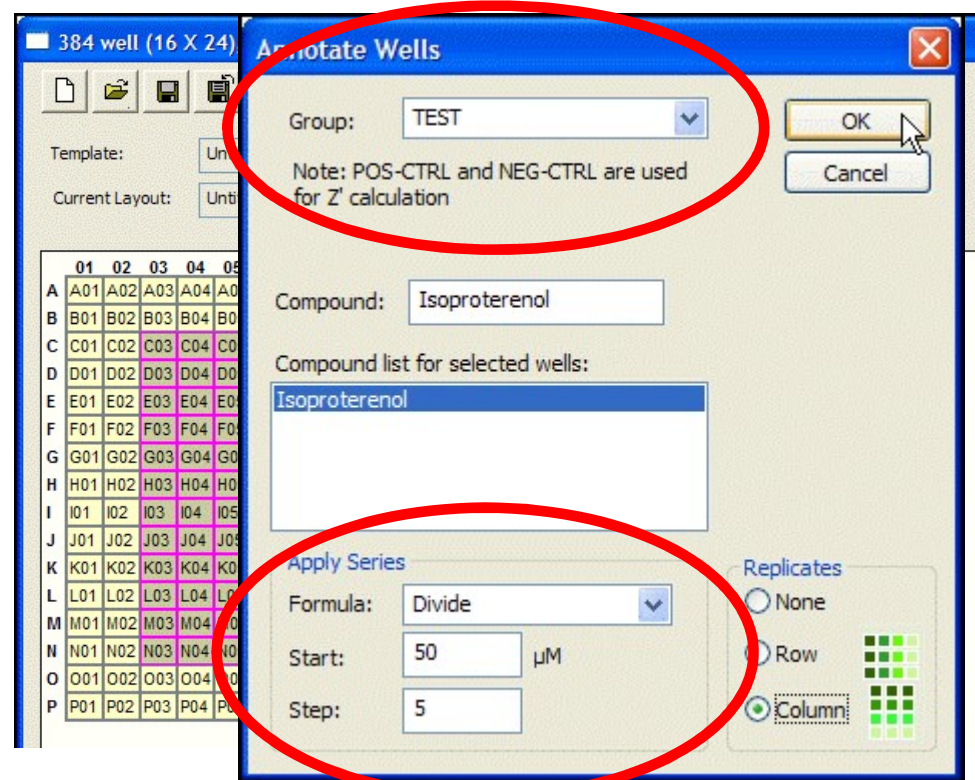 384 well (16 X 24)
Annotate Wells
Group: TEST
OK
Note: POS-CTRL and NEG-CTRL are used
for Z' calculation
Cancel
Template:
Current Layout:
01 02 03 04 05
A A01 A02 A03 A04
B B01 B02 B03 B04
C C01 C02 C03 C04
D D01 D02 D03 D04
E E01 E02 E03 E04
F F01 F02 F03 F04
G G01 G02 G03 G04
H H01 H02 H03 H04
I I01 I02 I03 I04 I05
J J01 J02 J03 J04
K K01 K02 K03 K04
L L01 L02 L03 L04
M M01 M02 M03 M04
N N01 N02 N03 N04
O O01 O02 O03 O04
P P01 P02 P03 P04
Compound: Isoproterenol
Compound list for selected wells:
Isoproterenol
Apply Series
Formula: Divide
Start: 50 µM
Step: 5
Replicates
None
Row
Column